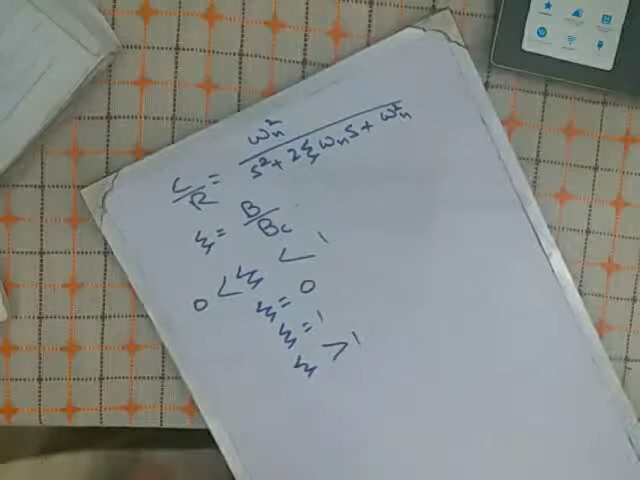 C/R = ωn² / (s² + 2ξωns + ωn²)
ξ = B/Bc
0 < ξ < 1
ξ = 0
ξ = 1
ξ > 1